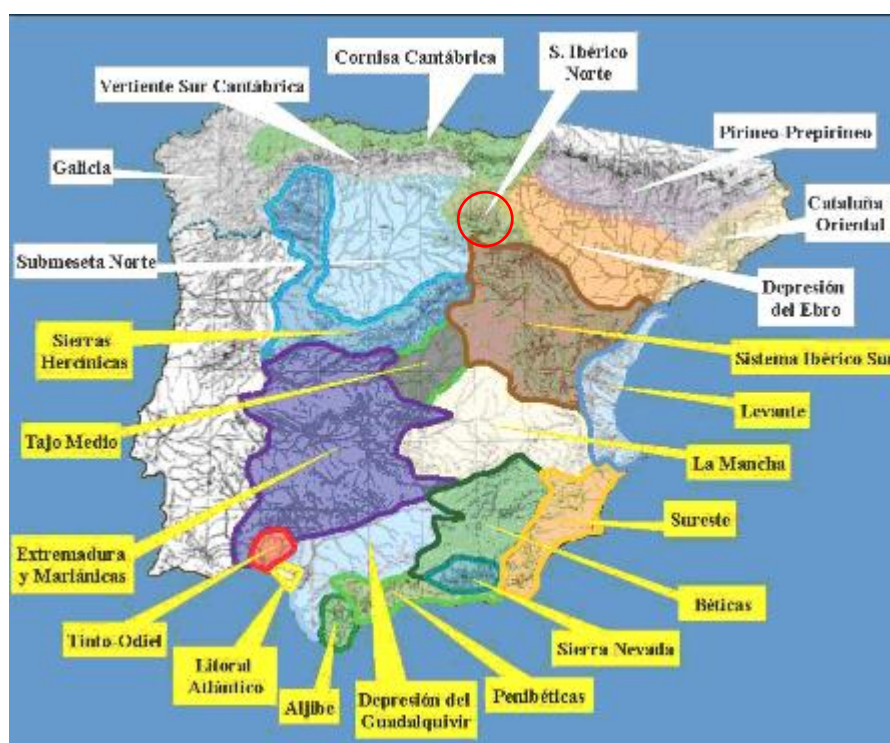 Cornisa Cantábrica
S. Ibérico
Norte
Vertiente Sur Cantábrica
Pirineo-Prepirineo
Galicia
Cataluña
Oriental
Submeseta Norte
Depresión
del Ebro
Sierras
Hercínicas
Sistema Ibérico Sur
Levante
Tajo Medio
La Mancha
Sureste
Extremadura
y Mariánicas
Béticas
Tinto-Odiel
Sierra Nevada
Litoral
Atlántico
Penibéticas
Aljibe
Depresión del
Guadalquivir